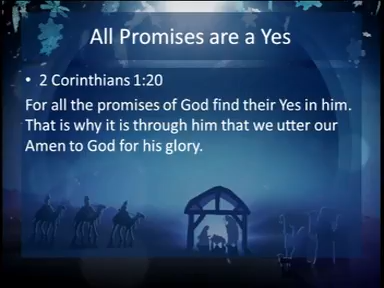 All Promises are a Yes
• 2 Corinthians 1:20
For all the promises of God find their Yes in him.
That is why it is through him that we utter our
Amen to God for his glory.